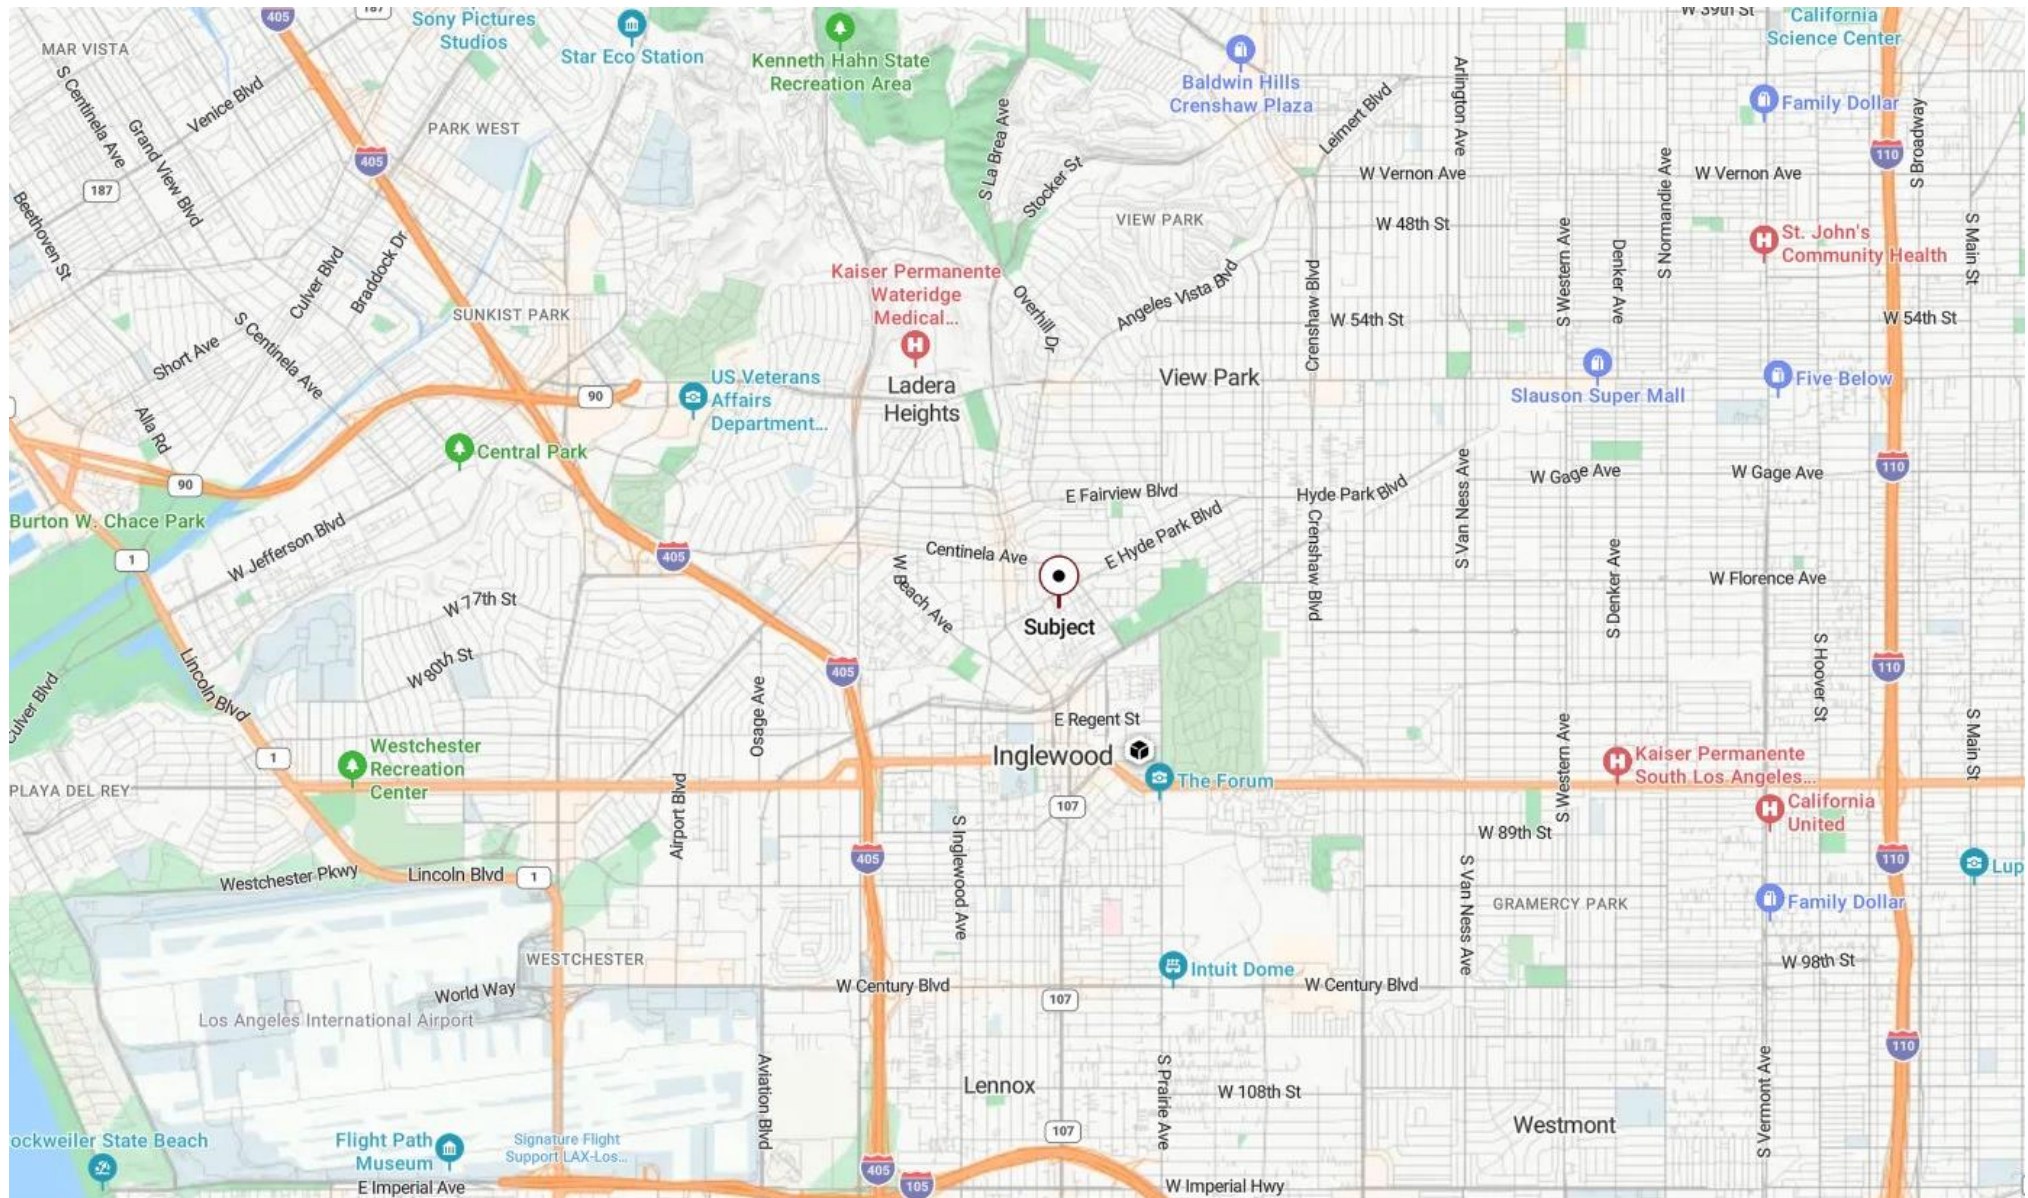 405
187
Sony Pictures
Studios
Star Eco Station
Kenneth Hahn State
Recreation Area
Baldwin Hills
Crenshaw Plaza
W 39th St
California
Science Center
MAR VISTA
S Centinela Ave
Venice Blvd
Grand View Blvd
PARK WEST
405
187
Beethoven St
S La Brea Ave
Stocker St
Leimert Blvd
Arlington Ave
Family Dollar
S Broadway
110
W Vernon Ave
W Vernon Ave
S Normandie Ave
VIEW PARK
W 48th St
S Western Ave
Denker Ave
St. John's
Community Health
S Main St
Culver Blvd
Braddock Dr
SUNKIST PARK
Kaiser Permanente
Wateridge
Medical...
Overhill Dr
Angeles Vista Blvd
Crenshaw Blvd
W 54th St
W 54th St
Short Ave
S Centinela Ave
Alla Rd
90
US Veterans
Affairs
Department...
Ladera
Heights
View Park
Slauson Super Mall
Five Below
Central Park
90
Burton W. Chace Park
1
W Jefferson Blvd
405
E Fairview Blvd
Hyde Park Blvd
E Hyde Park Blvd
S Van Ness Ave
W Gage Ave
W Gage Ave
110
Centinela Ave
W Beach Ave
Subject
Crenshaw Blvd
S Denker Ave
W Florence Ave
W 77th St
W 80th St
Lincoln Blvd
Culver Blvd
405
110
S Hoover St
Osage Ave
E Regent St
Inglewood
The Forum
S Western Ave
S Main St
1
Westchester
Recreation
Center
PLAYA DEL REY
Airport Blvd
107
Kaiser Permanente
South Los Angeles...
California
United
W 89th St
S Inglewood Ave
405
110
Lup
Westchester Pkwy
Lincoln Blvd
1
S Van Ness Ave
GRAMERCY PARK
Family Dollar
WESTCHESTER
World Way
Los Angeles International Airport
W Century Blvd
107
Intuit Dome
W Century Blvd
W 98th St
110
Aviation Blvd
Lennox
S Prairie Ave
W 108th St
Westmont
S Vermont Ave
ockweiler State Beach
Flight Path
Museum
Signature Flight
Support LAX-Los...
107
E Imperial Ave
405
105
W Imperial Hwy